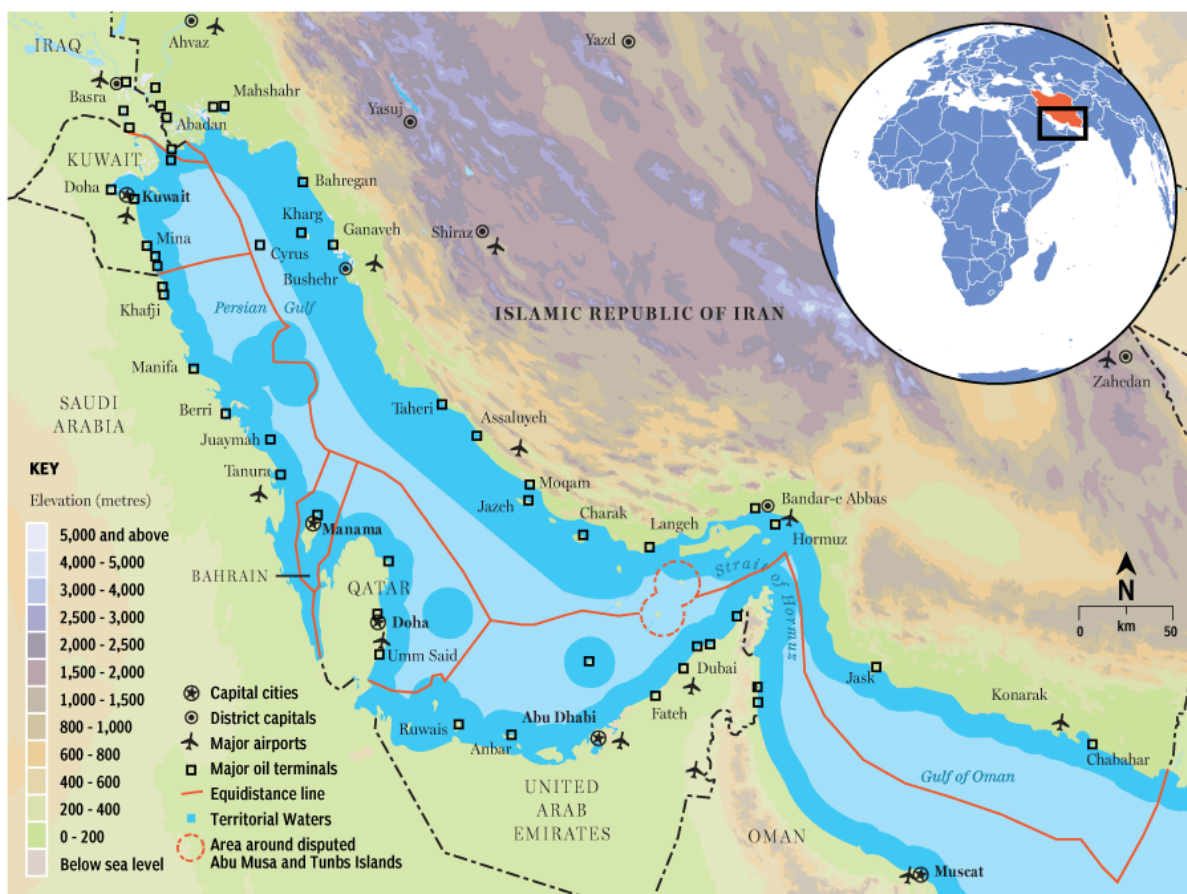 IRAQ
Ahvaz
Yazd
Basra
Mahshahr
Abadan
Yasuj
KUWAIT
Doha
Kuwait
Bahregan
Kharg
Ganaveh
Shiraz
Mina
Cyrus
Bushehr
Khafji
Persian Gulf
ISLAMIC REPUBLIC OF IRAN
Manifa
Zahedan
SAUDI
ARABIA
Berri
Taheri
Assaluyeh
Juaymah
Tanura
Moqam
Jazeh
Manama
Charak
Langeh
Bandar-e Abbas
Hormuz
Strait of Hormuz
BAHRAIN
QATAR
Doha
Umm Said
Dubai
Jask
Konarak
Fateh
Ruwais
Abu Dhabi
Anbar
Chabahar
Gulf of Oman
UNITED
ARAB
EMIRATES
OMAN
Muscat
N
0 50
km
KEY
Elevation (metres)
5,000 and above
4,000 - 5,000
3,000 - 4,000
2,500 - 3,000
2,000 - 2,500
1,500 - 2,000
1,000 - 1,500
800 - 1,000
600 - 800
400 - 600
200 - 400
0 - 200
Below sea level
Capital cities
District capitals
Major airports
Major oil terminals
Equidistance line
Territorial Waters
Area around disputed
Abu Musa and Tunbs Islands